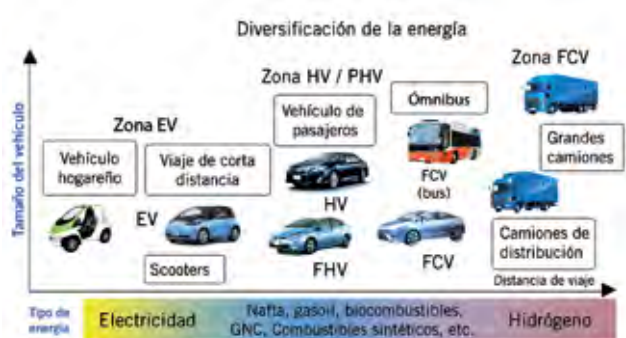 Diversificación de la energía
Tamaño del vehículo
Zona EV
Zona HV / PHV
Zona FCV
Vehículo
hogareño
Viaje de corta
distancia
Vehículo de
pasajeros
Ómnibus
Grandes
camiones
EV
Scooters
HV
FHV
FCV
(bus)
FCV
Camiones de
distribución
Distancia de viaje
Tipo de
energía
Electricidad
Nafta, gasoil, biocombustibles,
GNC, Combustibles sintéticos, etc.
Hidrógeno